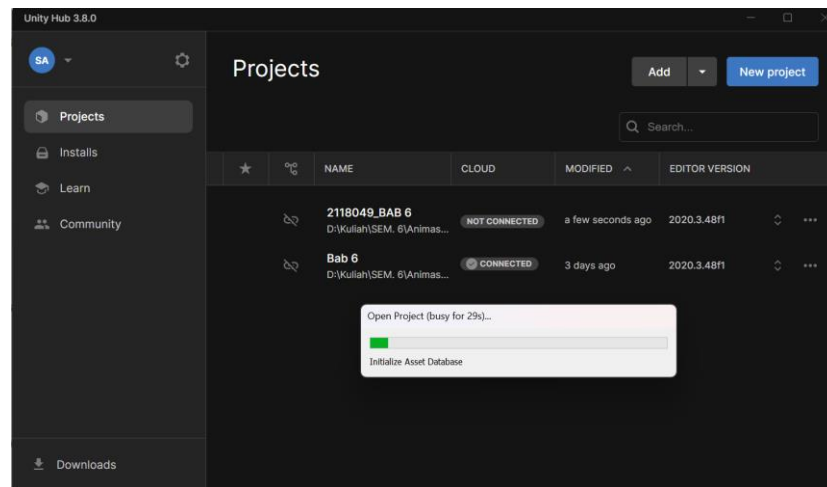 Unity Hub 3.8.0
SA
Projects
Add
New project
Projects
Installs
Learn
Community
Downloads
Search...
NAME CLOUD MODIFIED EDITOR VERSION
2118049_BAB 6 NOT CONNECTED a few seconds ago 2020.3.48f1
D:\Kuliah\SEM. 6\Animas...
Bab 6 CONNECTED 3 days ago 2020.3.48f1
D:\Kuliah\SEM. 6\Animas...
Open Project (busy for 29s)...
Initialize Asset Database